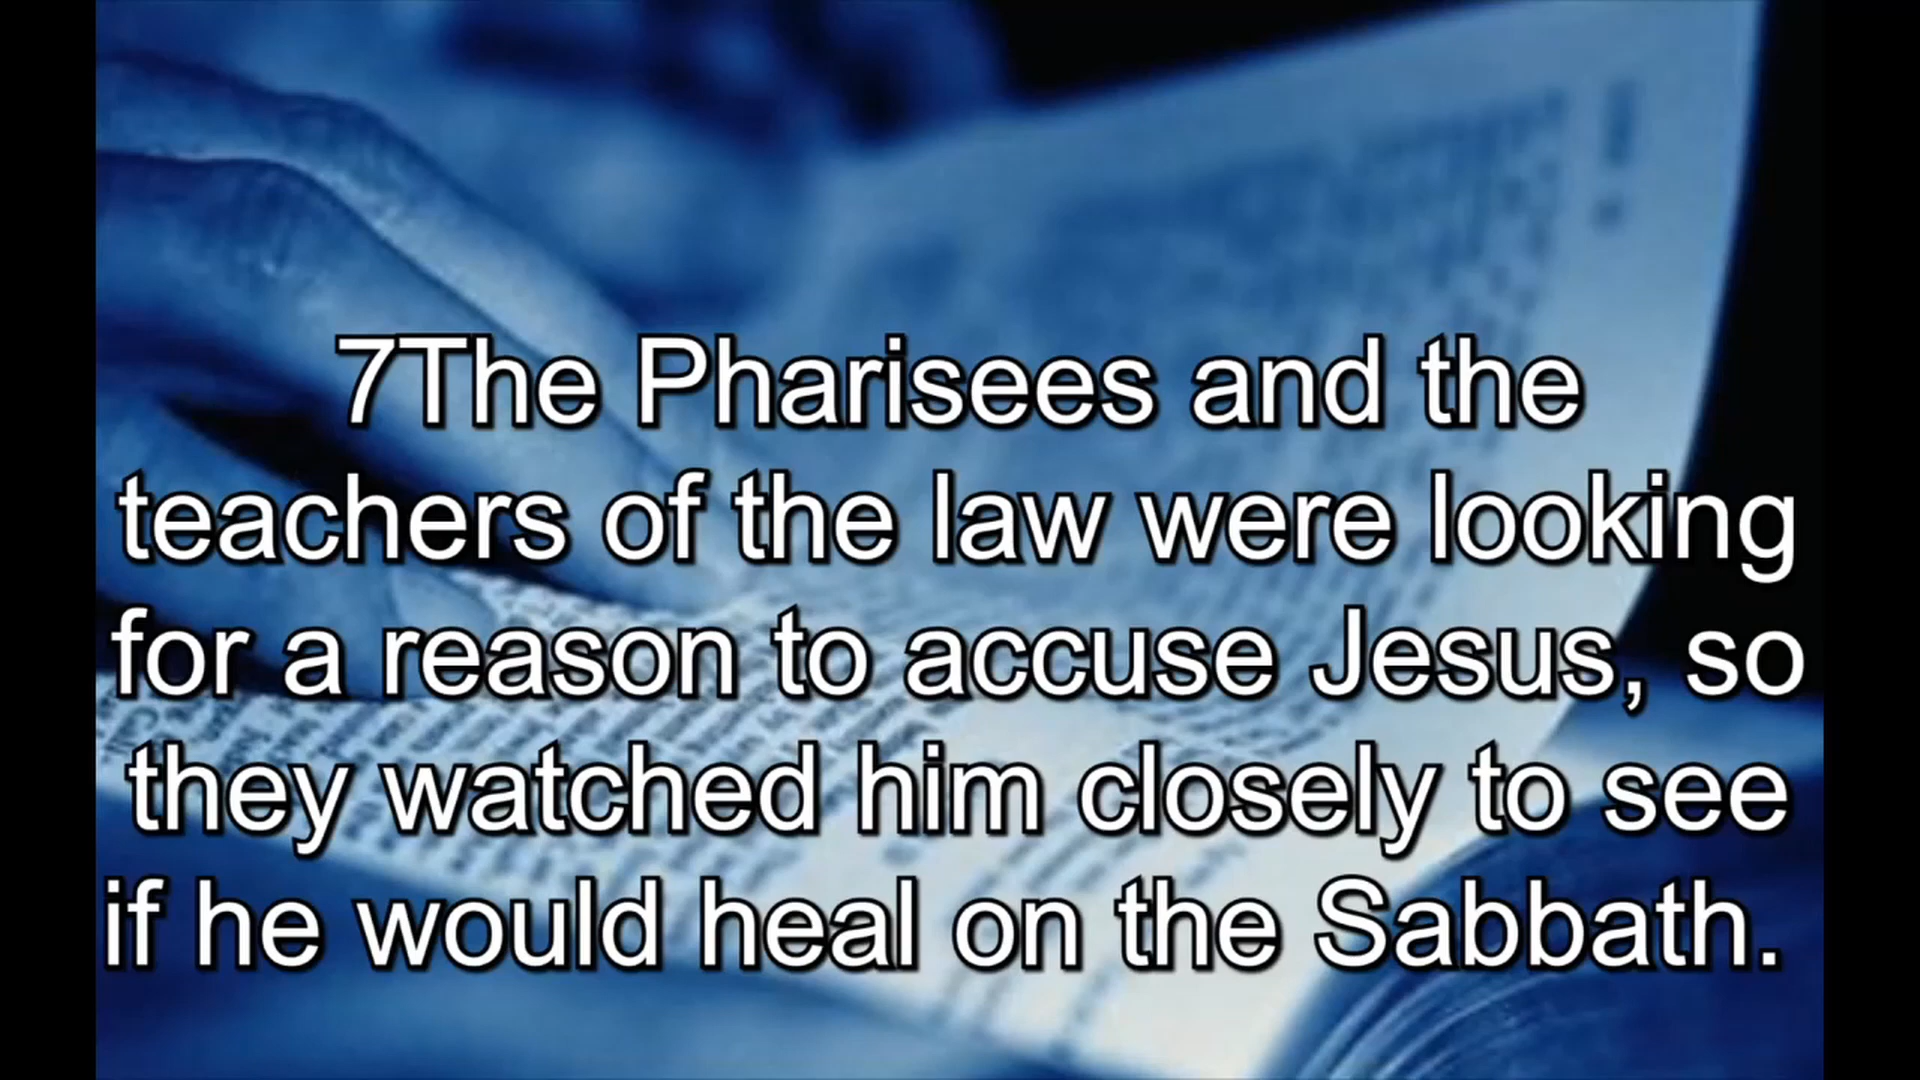 7The Pharisees and the
teachers of the law were looking
for a reason to accuse Jesus, so
they watched him closely to see
if he would heal on the Sabbath.